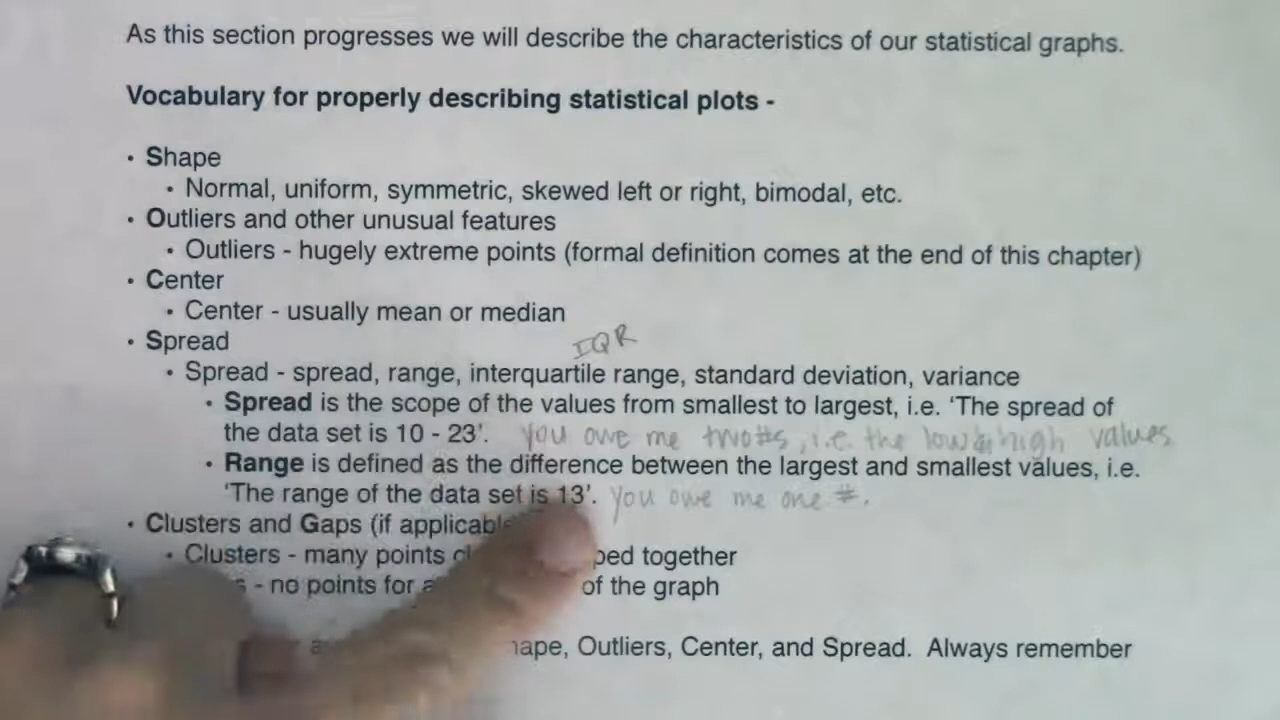 As this section progresses we will describe the characteristics of our statistical graphs.
Vocabulary for properly describing statistical plots -
• Shape
• Normal, uniform, symmetric, skewed left or right, bimodal, etc.
• Outliers and other unusual features
• Outliers - hugely extreme points (formal definition comes at the end of this chapter)
• Center
• Center - usually mean or median
• Spread
IQR
• Spread - spread, range, interquartile range, standard deviation, variance
• Spread is the scope of the values from smallest to largest, i.e. 'The spread of
the data set is 10 - 23'. You owe me two #s, i.e. the low & high values
• Range is defined as the difference between the largest and smallest values, i.e.
'The range of the data set is 13'. You owe me one #.
• Clusters and Gaps (if applicable
• Clusters - many points together
- no points for of the graph
Outliers, Center, and Spread. Always remember